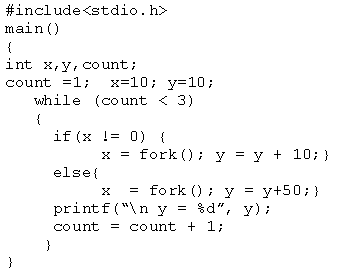 #include<stdio.h>
main()
{
int x,y,count;
count =1;  x=10; y=10;
   while (count < 3)
   {
     if(x != 0) {
          x = fork(); y = y + 10;}
     else{
          x  = fork(); y = y+50;}
     printf(“\n y = %d”, y);
     count = count + 1;
    }
}